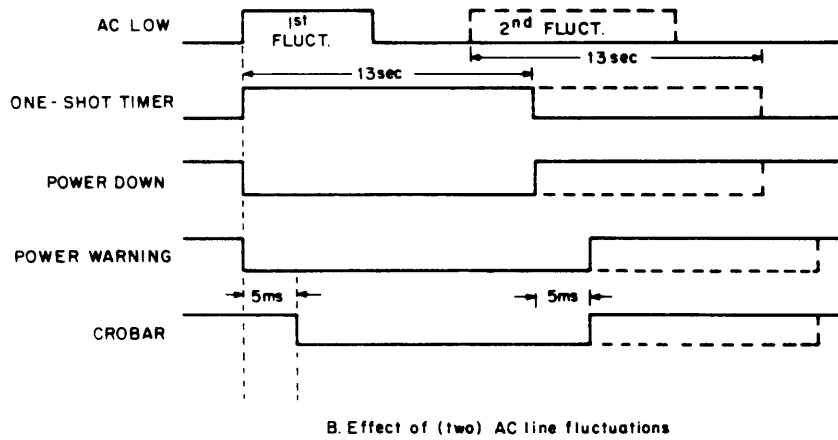 AC LOW
1st
FLUCT.
2nd FLUCT.
13sec
13sec
ONE-SHOT TIMER
POWER DOWN
POWER WARNING
5ms
5ms
CROBAR
B. Effect of (two) AC line fluctuations